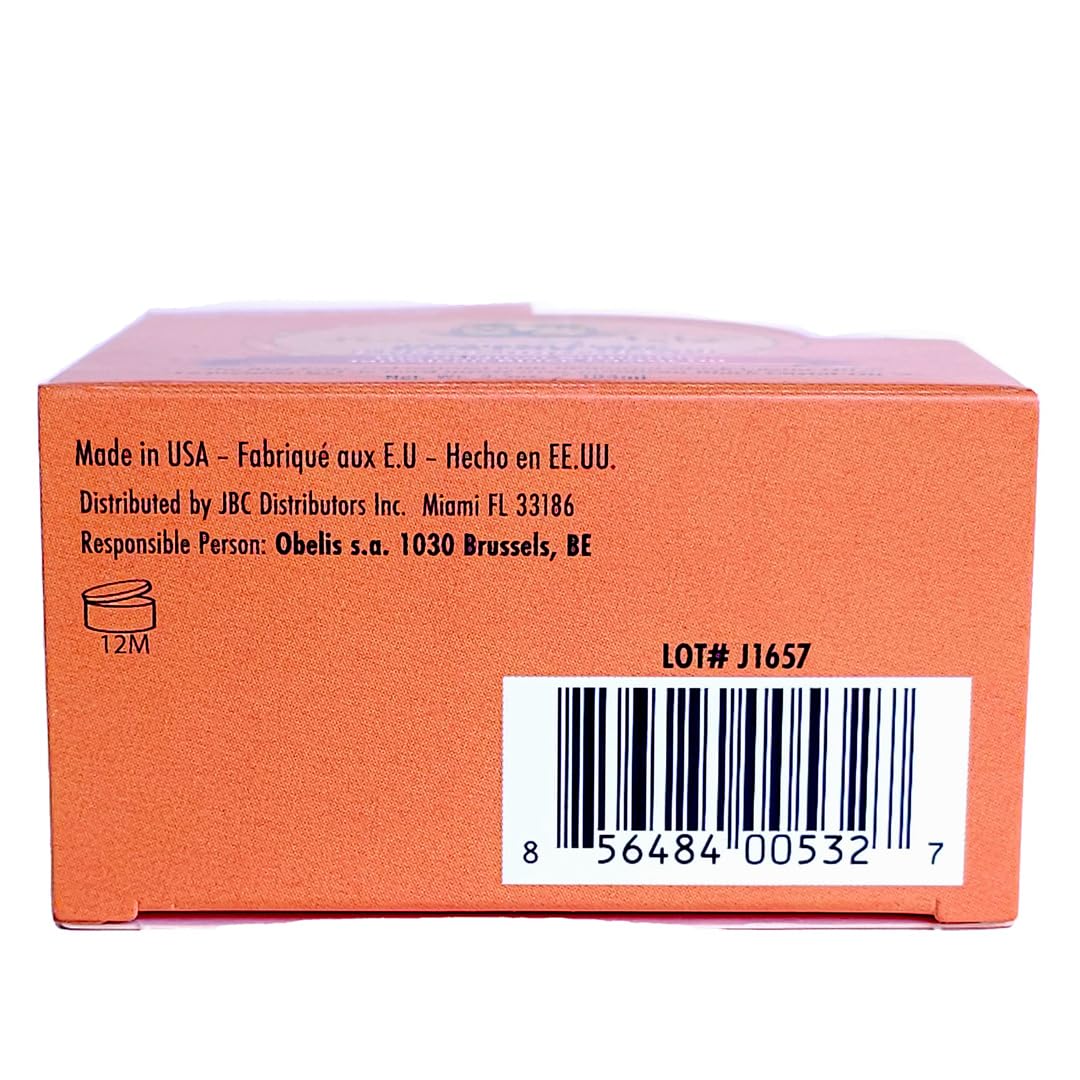 Made in USA – Fabriqué aux E.U – Hecho en EE.UU.
Distributed by JBC Distributors Inc. Miami FL 33186
Responsible Person: Obelis s.a. 1030 Brussels, BE
12M
LOT# J1657
8 56484 00532 7